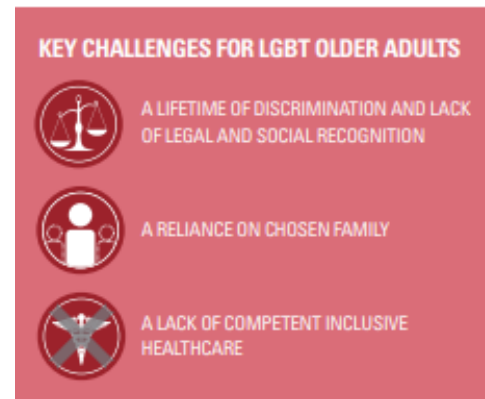 KEY CHALLENGES FOR LGBT OLDER ADULTS
A LIFETIME OF DISCRIMINATION AND LACK
OF LEGAL AND SOCIAL RECOGNITION
A RELIANCE ON CHOSEN FAMILY
A LACK OF COMPETENT INCLUSIVE
HEALTHCARE